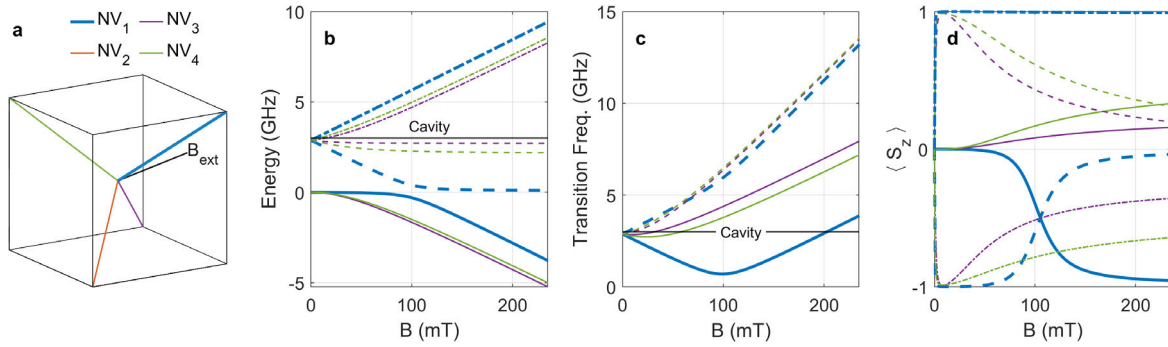 a
NV1 NV3
NV2 NV4
Bext
b
Energy (GHz)
10
5
0
-5
Cavity
0 100 200
B (mT)
c
Transition Freq. (GHz)
15
10
5
0
Cavity
0 100 200
B (mT)
d
⟨ Sz ⟩
1
0
-1
0 100 200
B (mT)